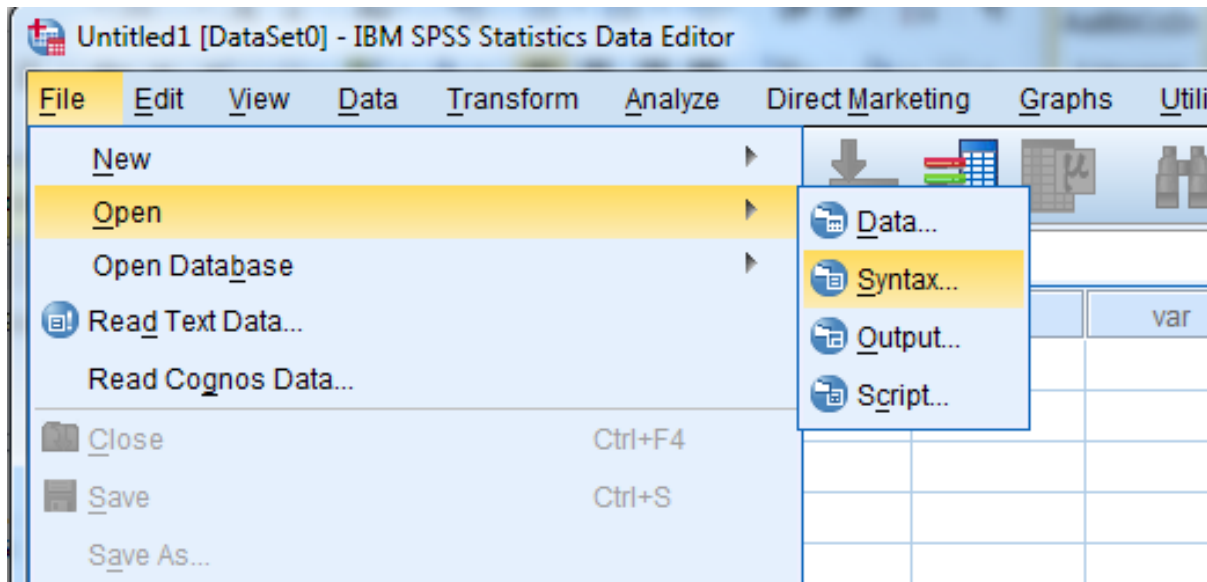 Untitled1 [DataSet0] - IBM SPSS Statistics Data Editor
File Edit View Data Transform Analyze Direct Marketing Graphs Utili
New
Open
Open Database
Read Text Data...
Read Cognos Data...
Close Ctrl+F4
Save Ctrl+S
Save As...
Data...
Syntax...
Output...
Script...
var